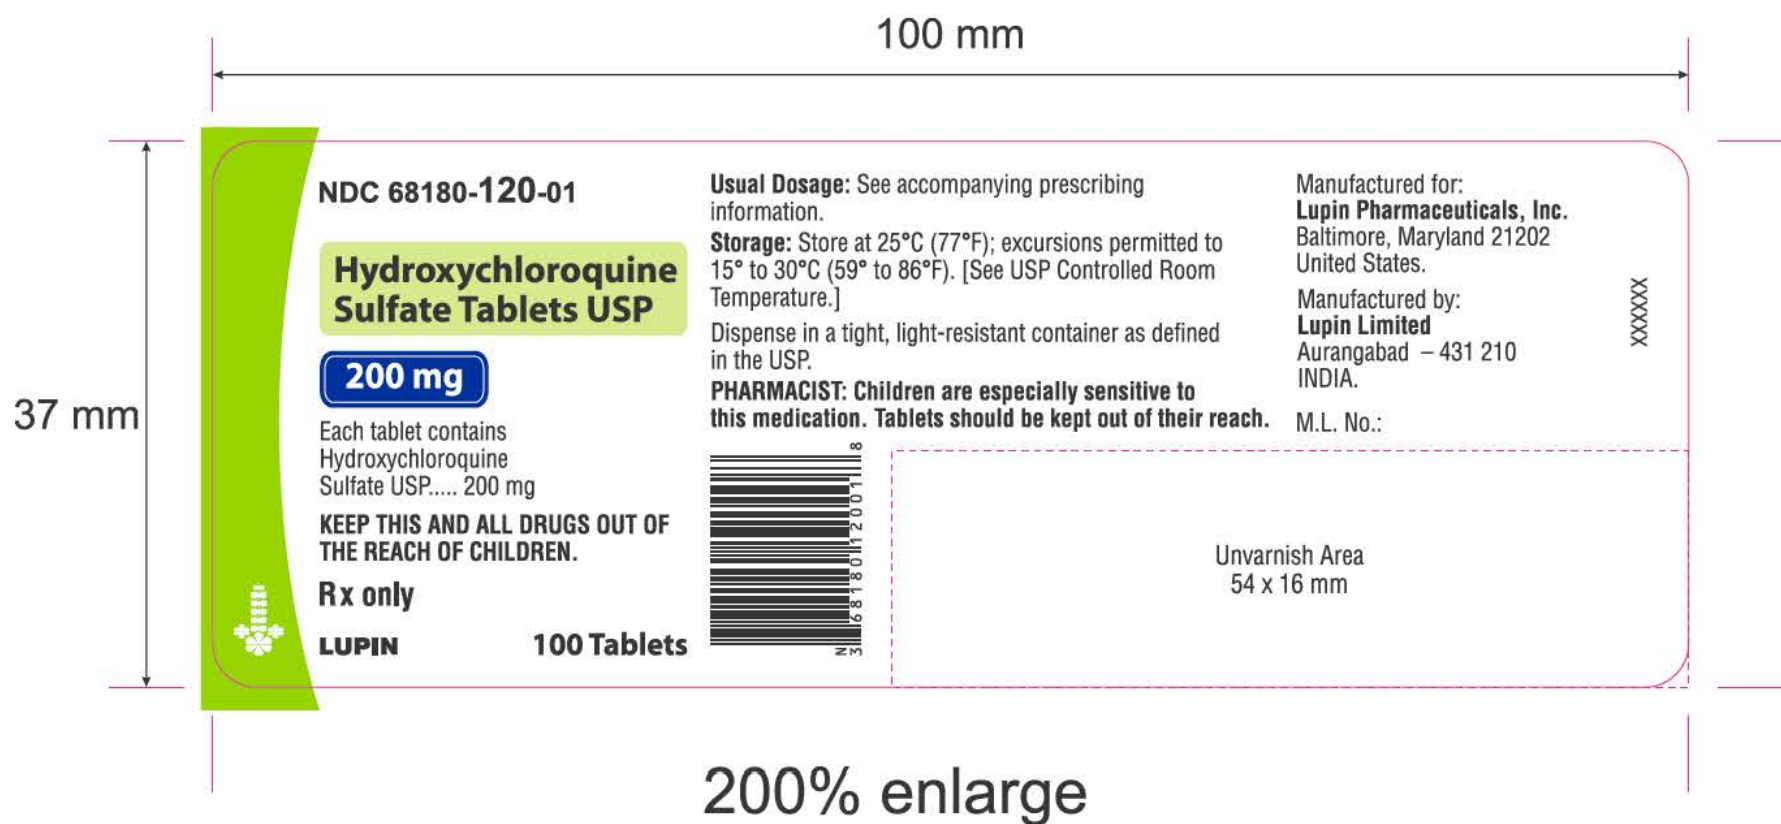 100 mm
37 mm
NDC 68180-120-01
Hydroxychloroquine
Sulfate Tablets USP
200 mg
Each tablet contains
Hydroxychloroquine
Sulfate USP..... 200 mg
KEEP THIS AND ALL DRUGS OUT OF
THE REACH OF CHILDREN.
Rx only
LUPIN
100 Tablets
Usual Dosage: See accompanying prescribing
information.
Storage: Store at 25°C (77°F); excursions permitted to
15° to 30°C (59° to 86°F). [See USP Controlled Room
Temperature.]
Dispense in a tight, light-resistant container as defined
in the USP.
PHARMACIST: Children are especially sensitive to
this medication. Tablets should be kept out of their reach.
N
3 68180 12001 8
Manufactured for:
Lupin Pharmaceuticals, Inc.
Baltimore, Maryland 21202
United States.
Manufactured by:
Lupin Limited
Aurangabad – 431 210
INDIA.
M.L. No.:
XXXXXX
Unvarnish Area
54 x 16 mm
200% enlarge